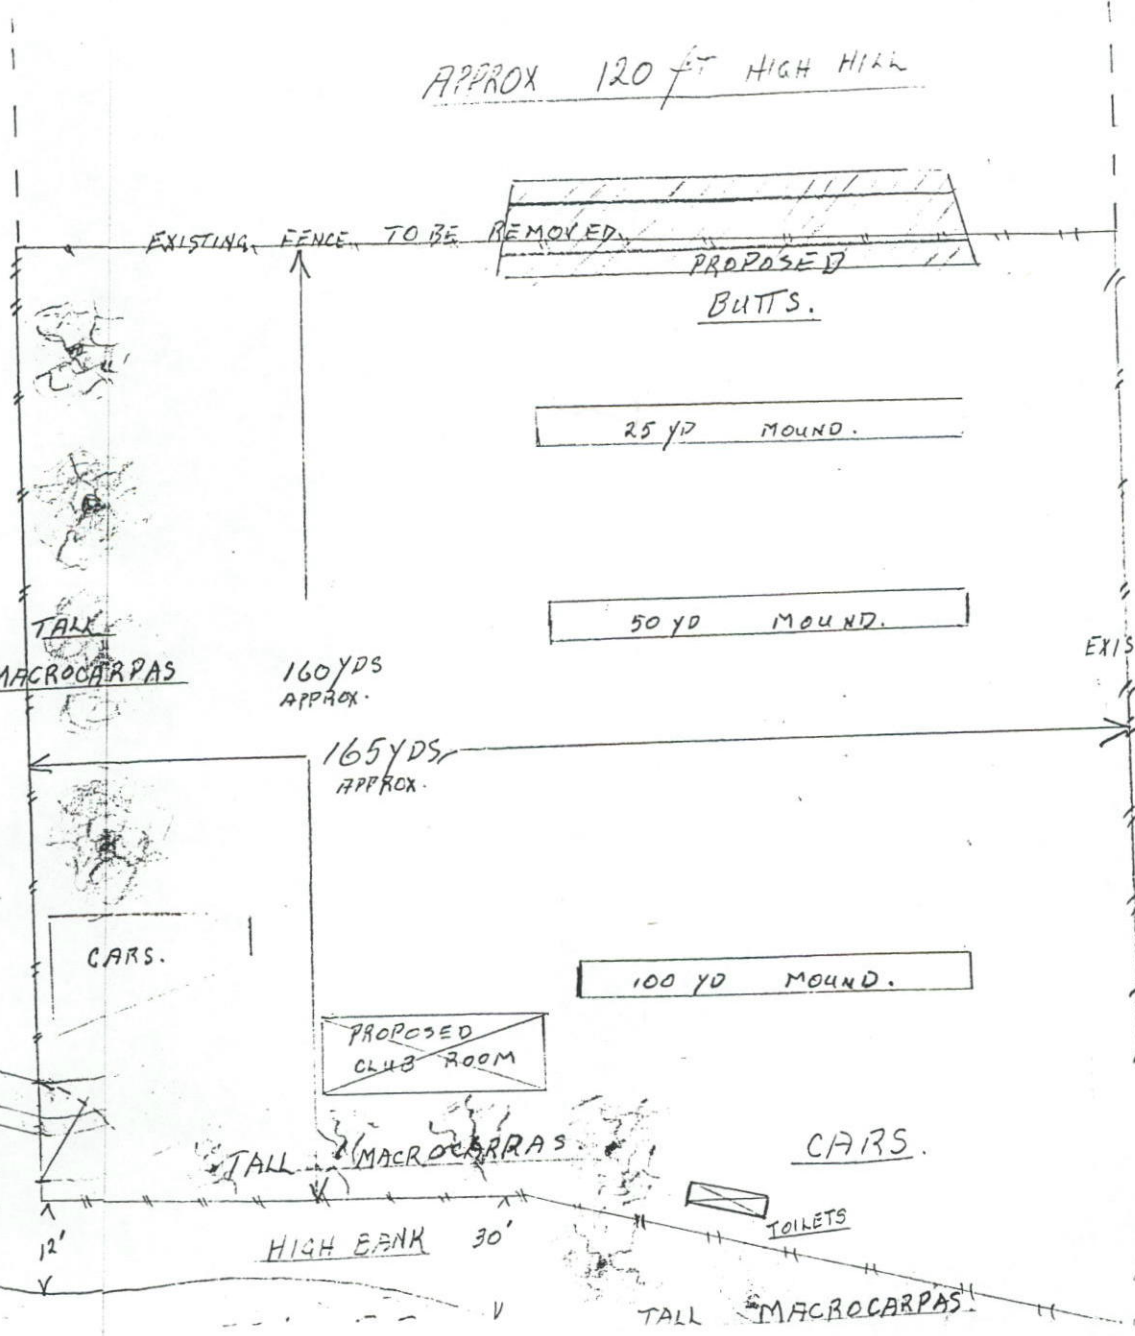 APPROX 120 FT HIGH HILL
EXISTING FENCE TO BE REMOVED.
PROPOSED
BUTTS.
25 YD MOUND.
50 YD MOUND.
TALL
MACROCARPAS
160 YDS
APPROX.
EXIS
165 YDS
APPROX.
CARS.
100 YD MOUND.
PROPOSED
CLUB ROOM
TALL MACROCARPAS
CARS.
TOILETS
12'
HIGH BANK 30'
TALL MACROCARPAS.